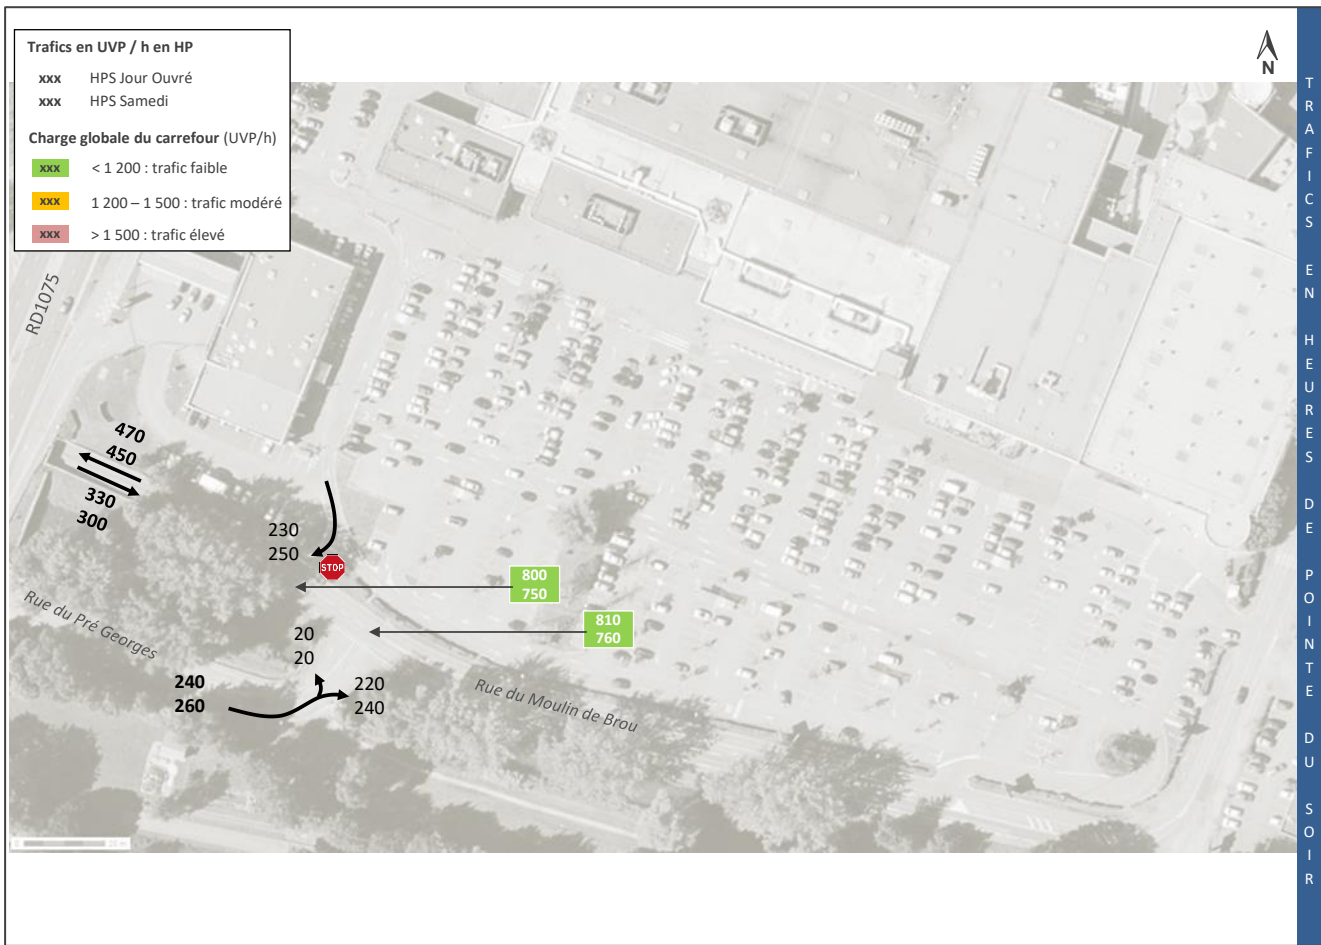 Trafics en UVP / h en HP
xxx HPS Jour Ouvré
xxx HPS Samedi
Charge globale du carrefour (UVP/h)
xxx < 1 200 : trafic faible
xxx 1 200 – 1 500 : trafic modéré
xxx > 1 500 : trafic élevé
N
RD1075
470
450
330
300
230
250
STOP
800
750
810
760
20
20
Rue du Pré Georges
240
260
220
240
Rue du Moulin de Brou
TRAFICS EN HEURES DE POINTE DU SOIR